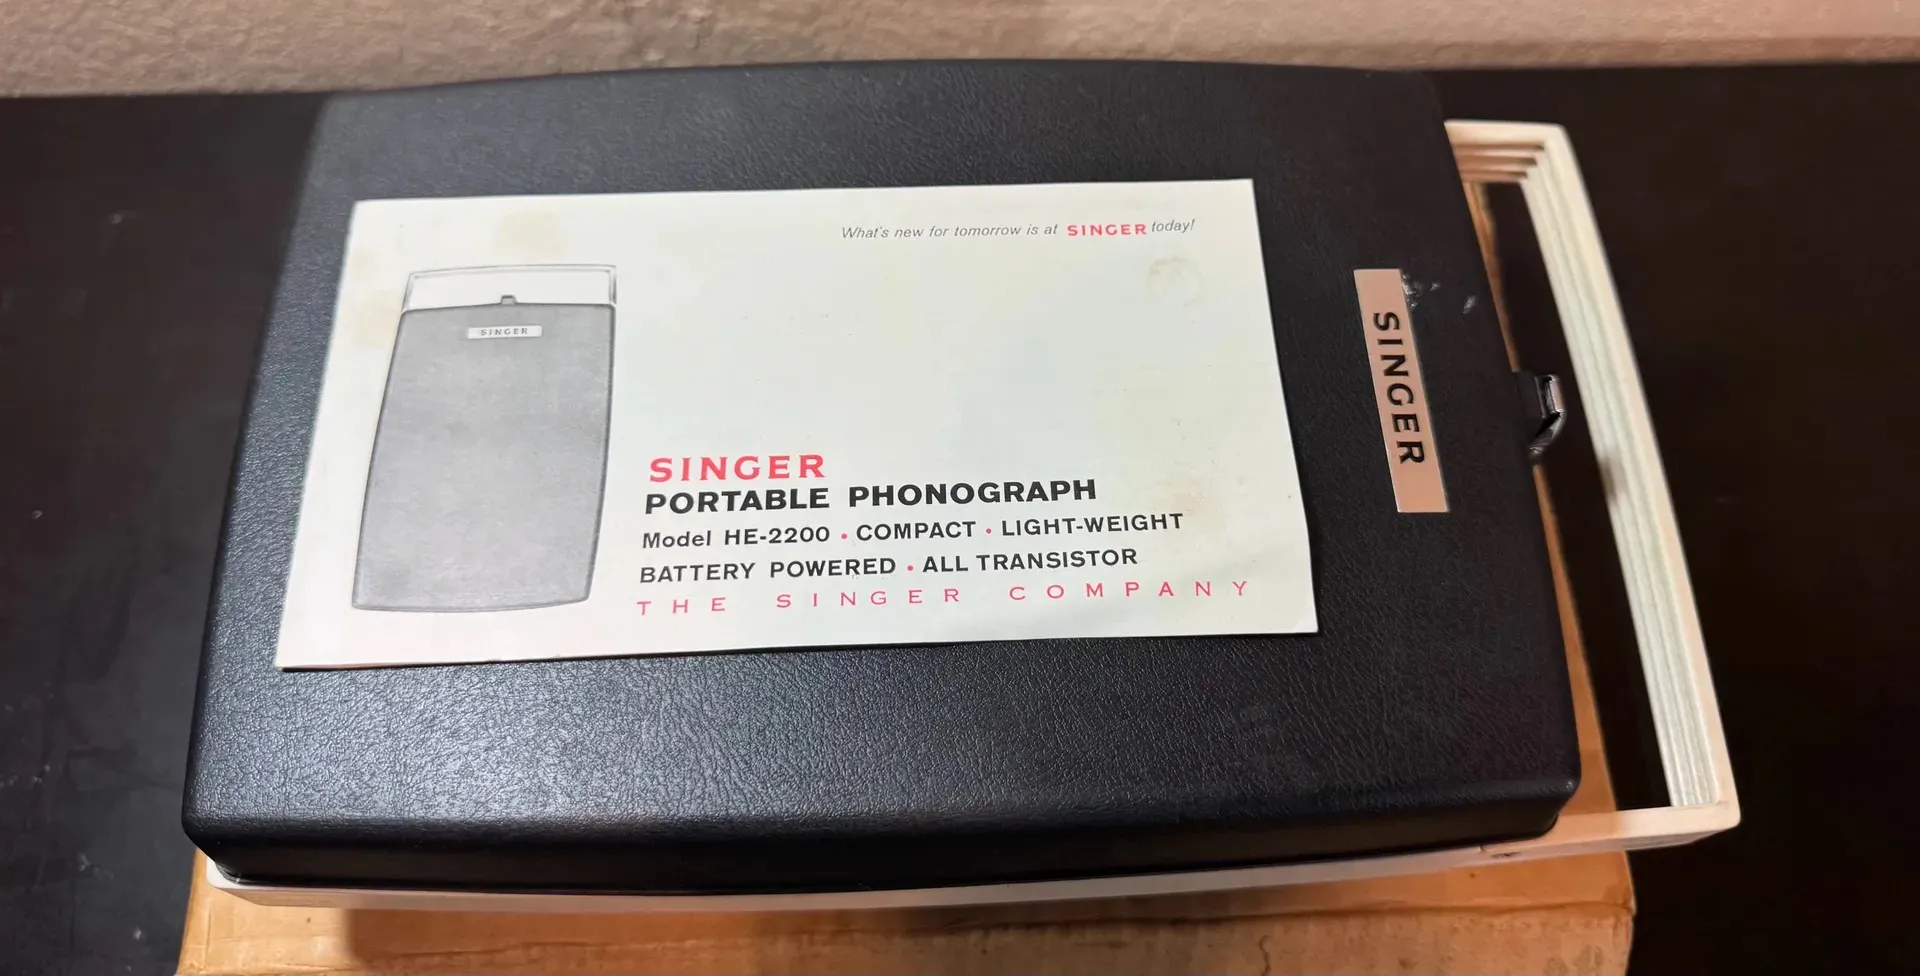 What's new for tomorrow is at SINGER today!
SINGER
SINGER
PORTABLE PHONOGRAPH
Model HE-2200 • COMPACT • LIGHT-WEIGHT
BATTERY POWERED • ALL TRANSISTOR
THE SINGER COMPANY
SINGER